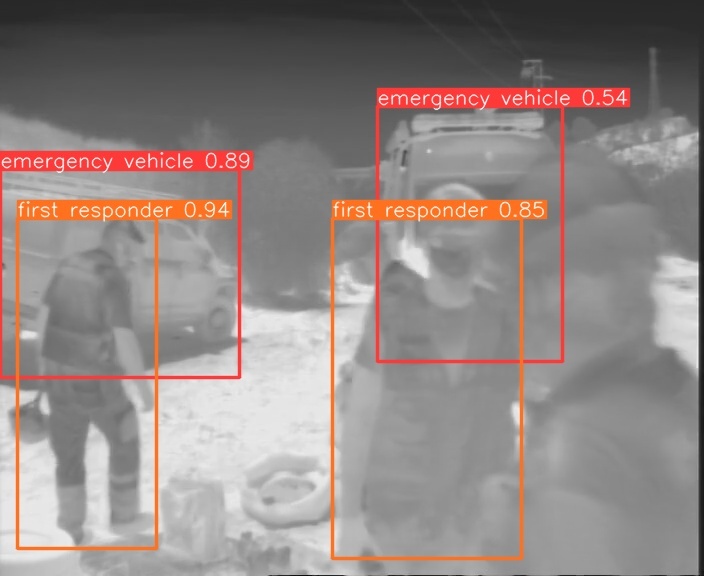 emergency vehicle 0.54
emergency vehicle 0.89
first responder 0.94
first responder 0.85